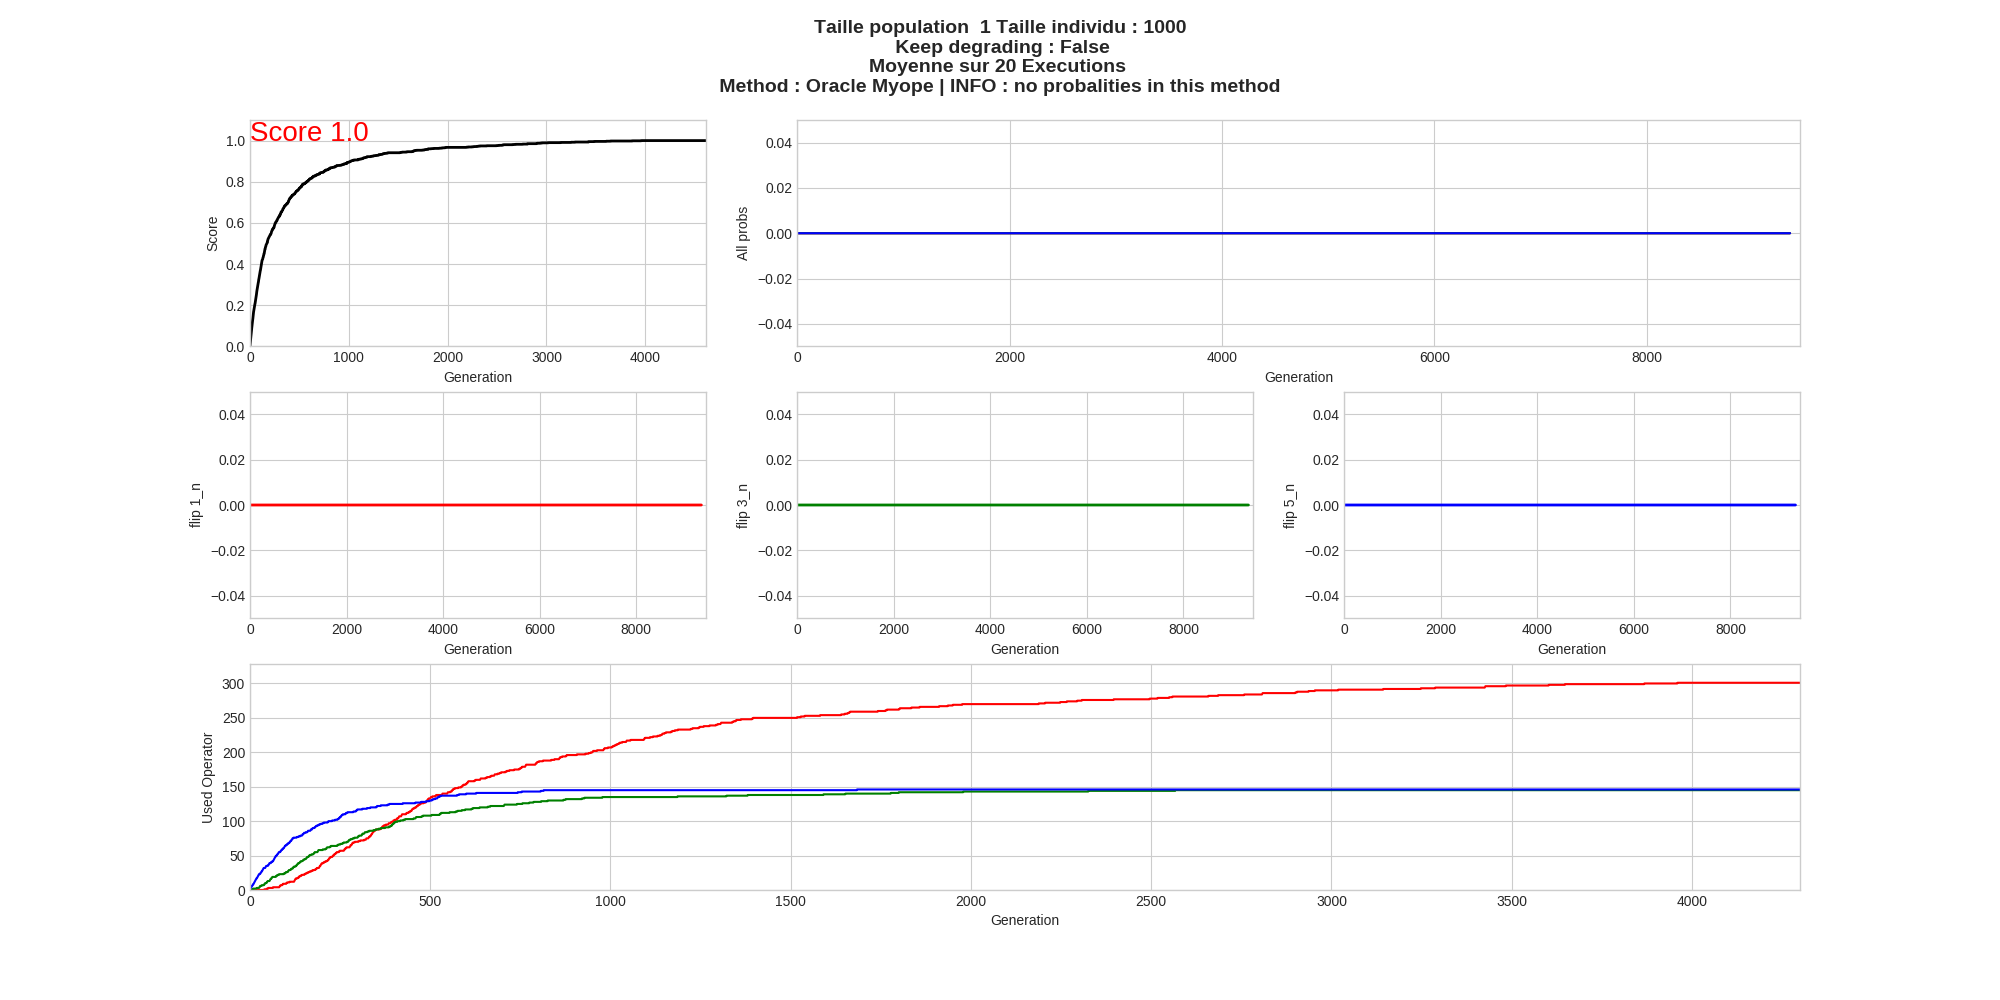 Taille population  1 Taille individu : 1000
Keep degrading : False
Moyenne sur 20 Executions
Method : Oracle Myope | INFO : no probalities in this method
Score 1.0
1.0
0.8
0.6
0.4
0.2
0.0
Score
0 1000 2000 3000 4000
Generation
0.04
0.02
0.00
−0.02
−0.04
All probs
0 2000 4000 6000 8000
Generation
0.04
0.02
0.00
−0.02
−0.04
flip 1_n
0 2000 4000 6000 8000
Generation
0.04
0.02
0.00
−0.02
−0.04
flip 3_n
0 2000 4000 6000 8000
Generation
0.04
0.02
0.00
−0.02
−0.04
flip 5_n
0 2000 4000 6000 8000
Generation
300
250
200
150
100
50
0
Used Operator
0 500 1000 1500 2000 2500 3000 3500 4000
Generation